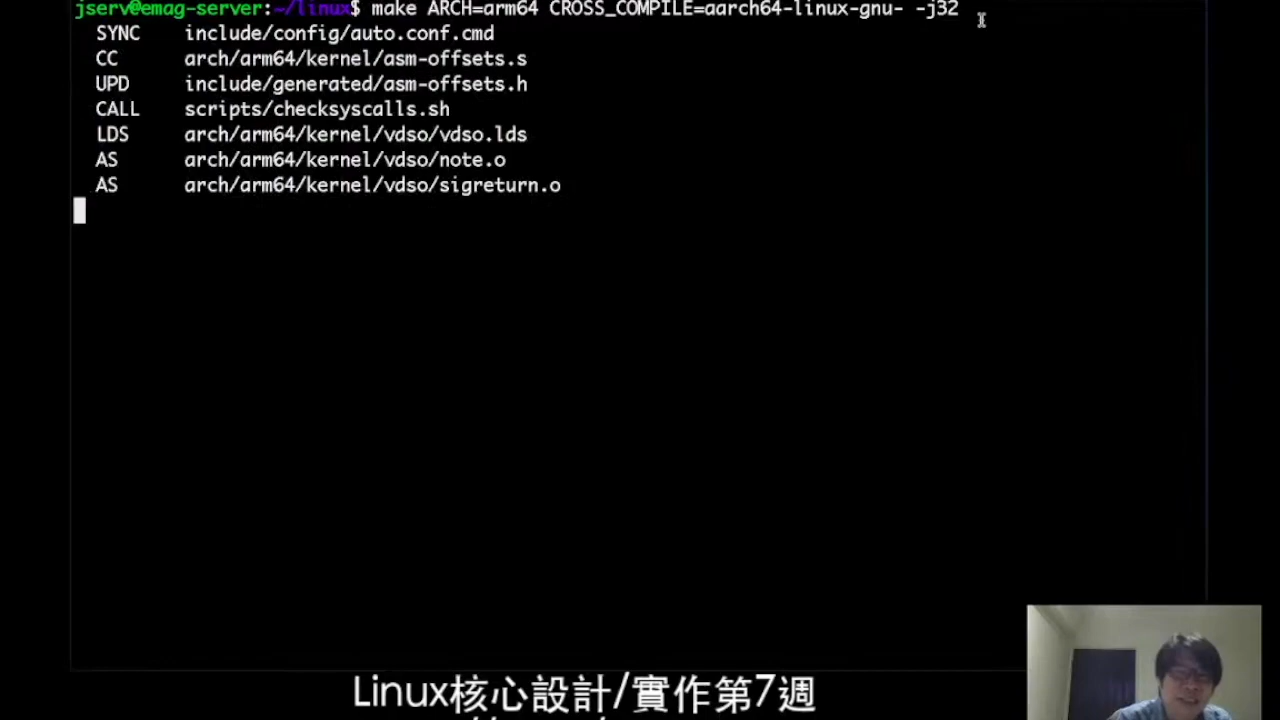 jserv@emag-server:~/linux$ make ARCH=arm64 CROSS_COMPILE=aarch64-linux-gnu- -j32
SYNC    include/config/auto.conf.cmd
CC      arch/arm64/kernel/asm-offsets.s
UPD     include/generated/asm-offsets.h
CALL    scripts/checksyscalls.sh
LDS     arch/arm64/kernel/vdso/vdso.lds
AS      arch/arm64/kernel/vdso/note.o
AS      arch/arm64/kernel/vdso/sigreturn.o
Linux核心設計/實作第7週